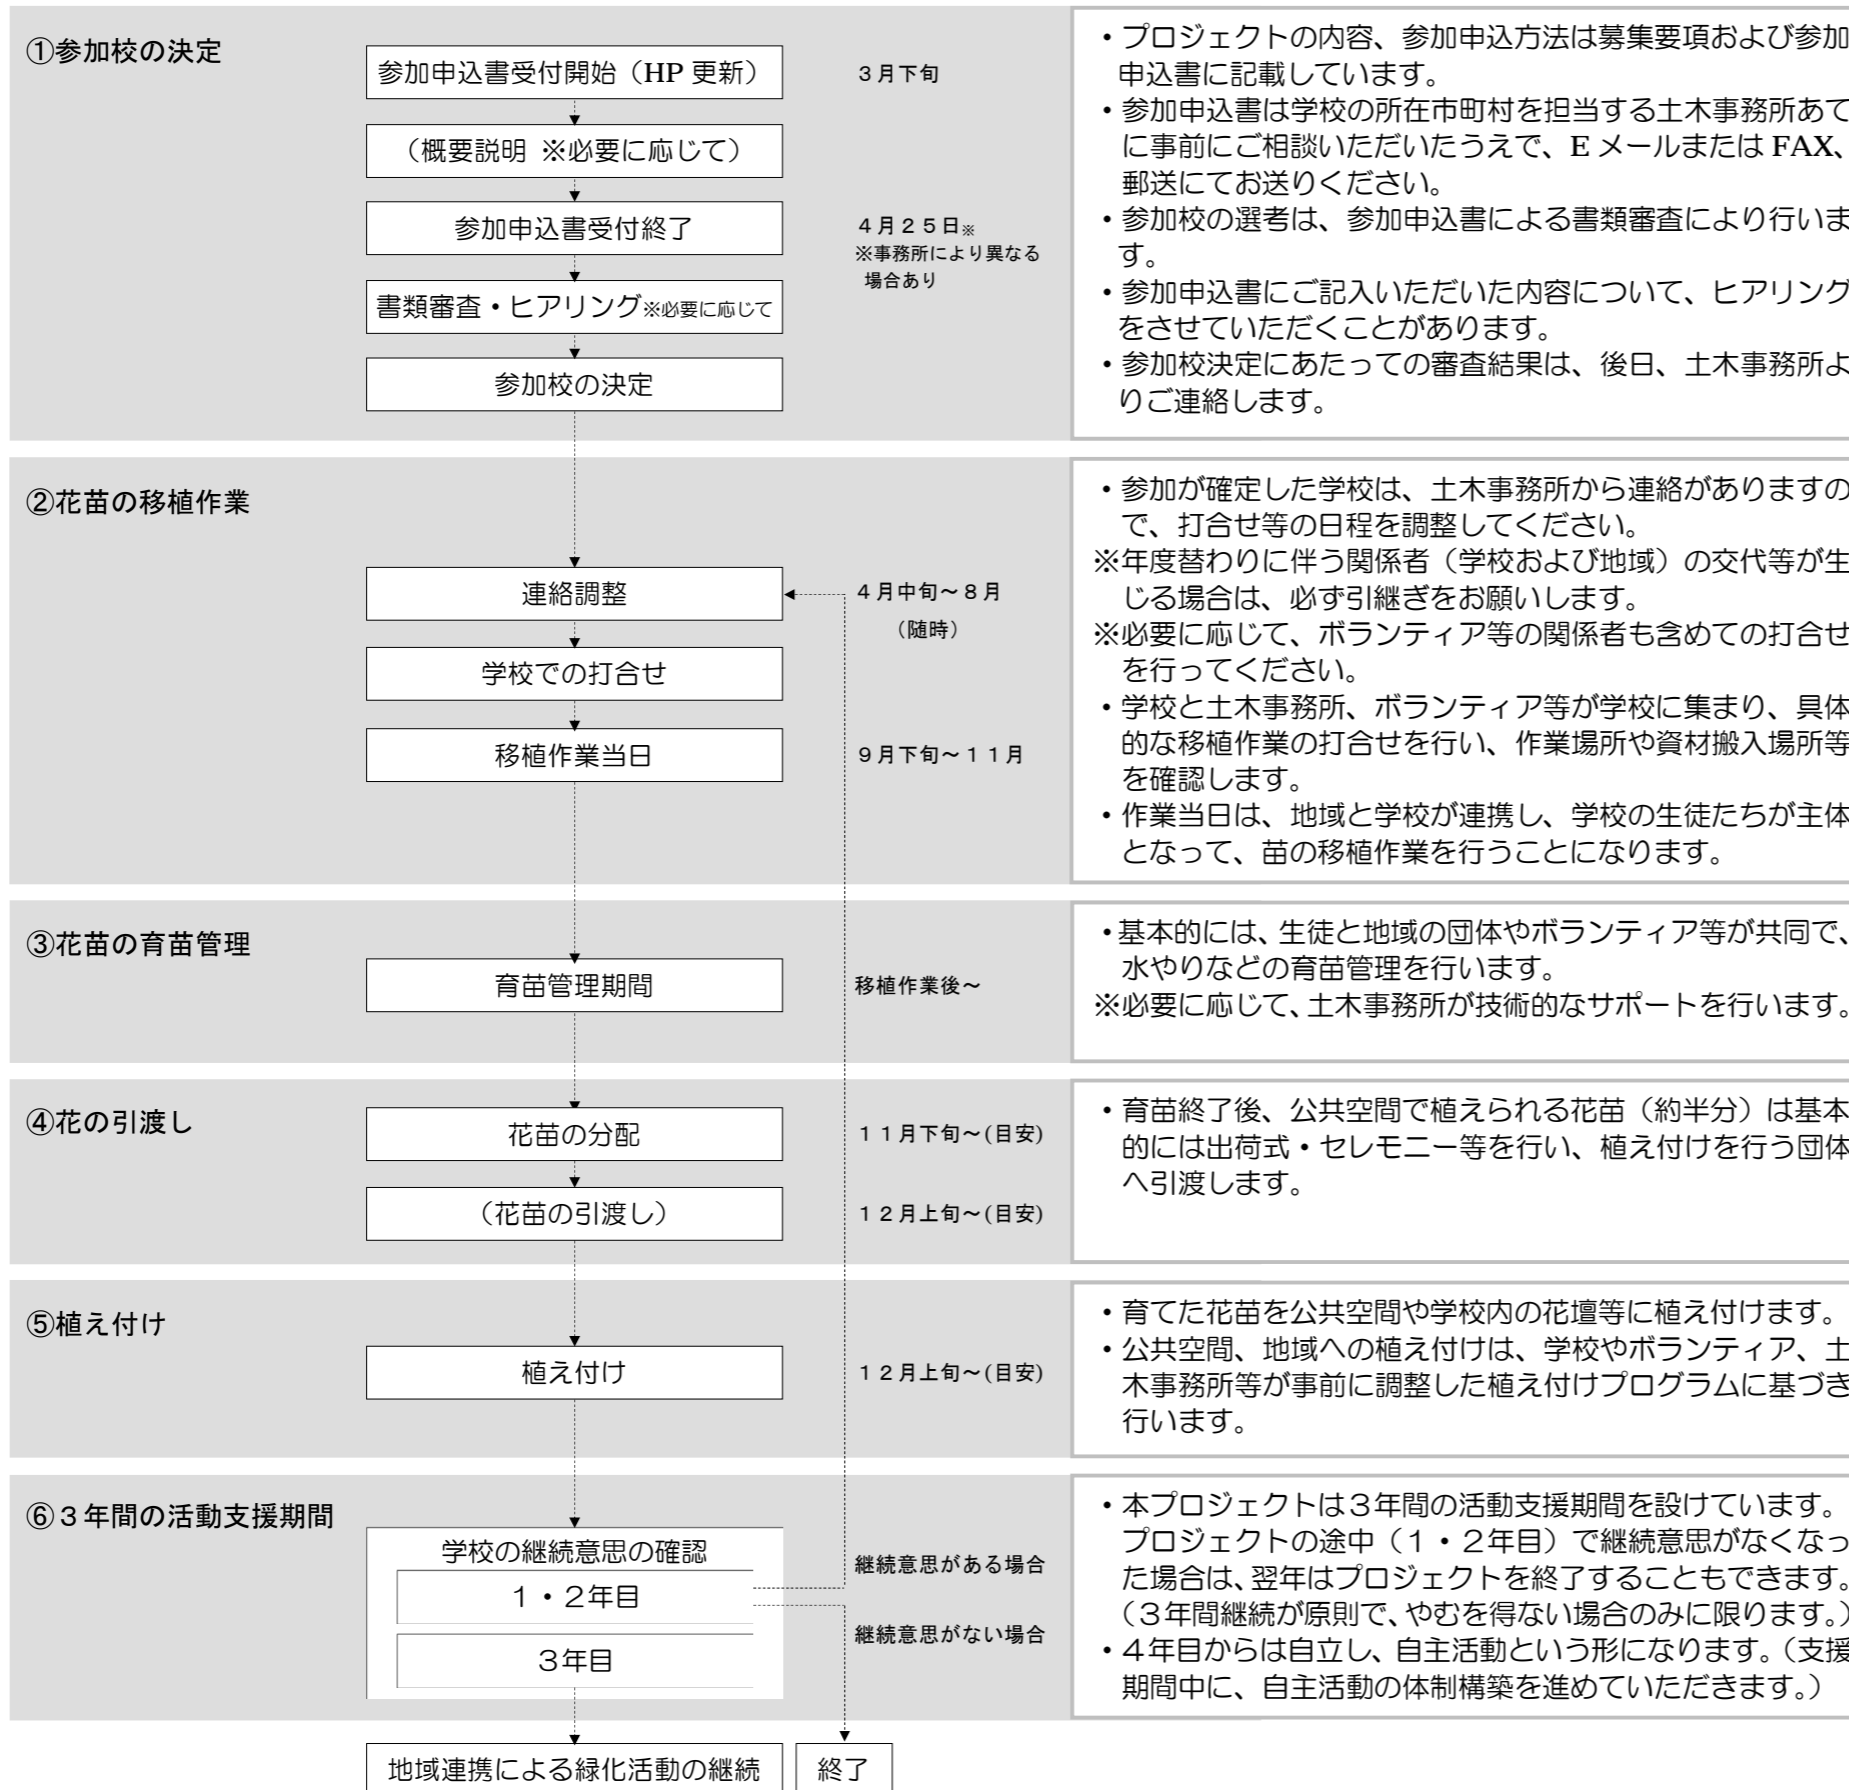 ①参加校の決定
参加申込書受付開始（HP 更新）
３月下旬
（概要説明 ※必要に応じて）
参加申込書受付終了
４月２５日※
※事務所により異なる
場合あり
書類審査・ヒアリング※必要に応じて
参加校の決定
・プロジェクトの内容、参加申込方法は募集要項および参加
申込書に記載しています。
・参加申込書は学校の所在市町村を担当する土木事務所あて
に事前にご相談いただいたうえで、E メールまたは FAX、
郵送にてお送りください。
・参加校の選考は、参加申込書による書類審査により行いま
す。
・参加申込書にご記入いただいた内容について、ヒアリング
をさせていただくことがあります。
・参加校決定にあたっての審査結果は、後日、土木事務所よ
りご連絡します。
②花苗の移植作業
連絡調整
４月中旬～８月
（随時）
学校での打合せ
移植作業当日
９月下旬～１１月
・参加が確定した学校は、土木事務所から連絡がありますの
で、打合せ等の日程を調整してください。
※年度替わりに伴う関係者（学校および地域）の交代等が生
じる場合は、必ず引継ぎをお願いします。
※必要に応じて、ボランティア等の関係者も含めての打合せ
を行ってください。
・学校と土木事務所、ボランティア等が学校に集まり、具体
的な移植作業の打合せを行い、作業場所や資材搬入場所等
を確認します。
・作業当日は、地域と学校が連携し、学校の生徒たちが主体
となって、苗の移植作業を行うことになります。
③花苗の育苗管理
育苗管理期間
移植作業後～
・基本的には、生徒と地域の団体やボランティア等が共同で、
水やりなどの育苗管理を行います。
※必要に応じて、土木事務所が技術的なサポートを行います。
④花の引渡し
花苗の分配
１１月下旬～(目安)
（花苗の引渡し）
１２月上旬～(目安)
・育苗終了後、公共空間で植えられる花苗（約半分）は基本
的には出荷式・セレモニー等を行い、植え付けを行う団体
へ引渡します。
⑤植え付け
植え付け
１２月上旬～(目安)
・育てた花苗を公共空間や学校内の花壇等に植え付けます。
・公共空間、地域への植え付けは、学校やボランティア、土
木事務所等が事前に調整した植え付けプログラムに基づき
行います。
⑥３年間の活動支援期間
学校の継続意思の確認
１・２年目
３年目
継続意思がある場合
継続意思がない場合
・本プロジェクトは３年間の活動支援期間を設けています。
プロジェクトの途中（１・２年目）で継続意思がなくなっ
た場合は、翌年はプロジェクトを終了することもできます。
（３年間継続が原則で、やむを得ない場合のみに限ります。）
・４年目からは自立し、自主活動という形になります。（支援
期間中に、自主活動の体制構築を進めていただきます。）
地域連携による緑化活動の継続
終了